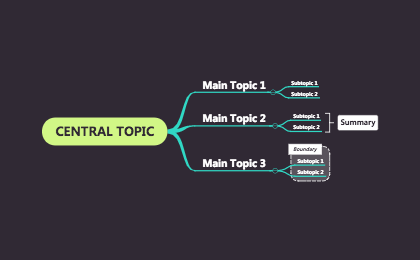 CENTRAL TOPIC
Main Topic 1
Subtopic 1
Subtopic 2
Main Topic 2
Subtopic 1
Subtopic 2
Summary
Main Topic 3
Boundary
Subtopic 1
Subtopic 2